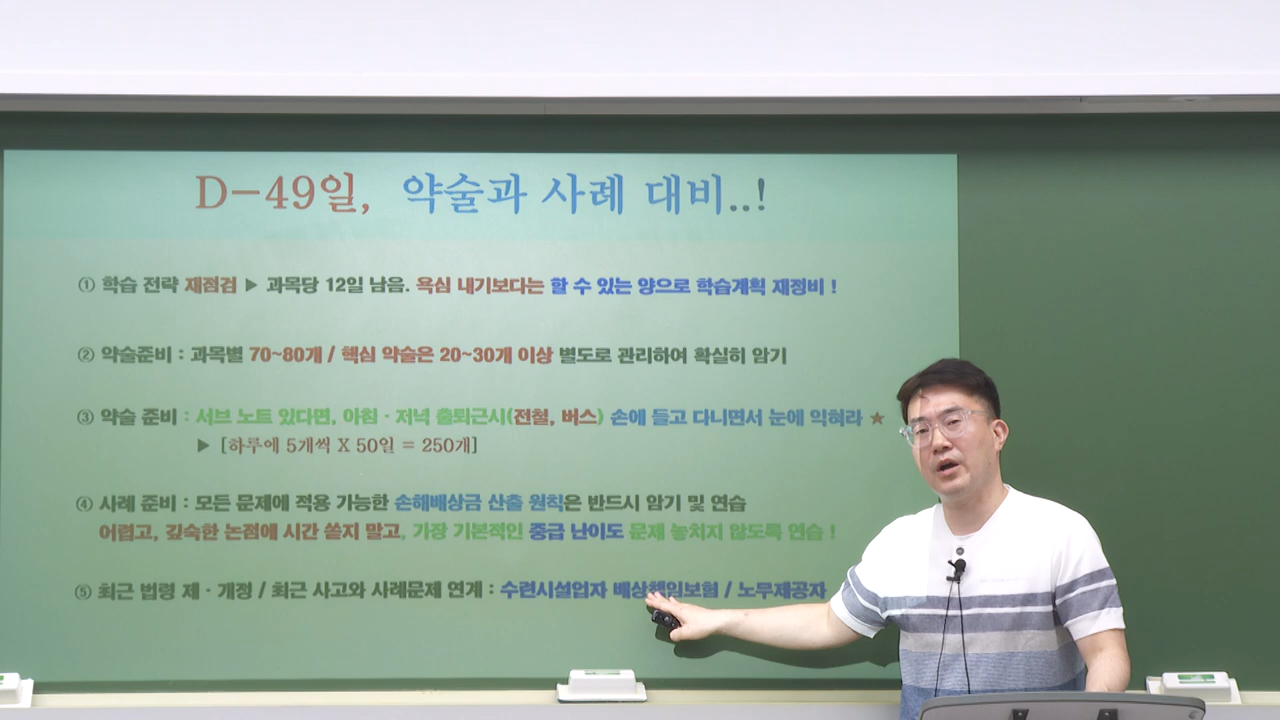 D-49일, 약술과 사례 대비..!
① 학습 전략 재점검 ▶ 과목당 12일 남음. 욕심 내기보다는 할 수 있는 양으로 학습계획 재정비 !
② 약술준비 : 과목별 70~80개 / 핵심 약술은 20~30개 이상 별도로 관리하여 확실히 암기
③ 약술 준비 : 서브 노트 있다면, 아침 · 저녁 출퇴근시(전철, 버스) 손에 들고 다니면서 눈에 익혀라 ★
▶ [하루에 5개씩 X 50일 = 250개]
④ 사례 준비 : 모든 문제에 적용 가능한 손해배상금 산출 원칙은 반드시 암기 및 연습
어렵고, 깊숙한 논점에 시간 쏟지 말고, 가장 기본적인 중급 난이도 문제 놓치지 않도록 연습 !
⑤ 최근 법령 제 · 개정 / 최근 사고와 사례문제 연계 : 수련시설업자 배상책임보험 / 노무제공자